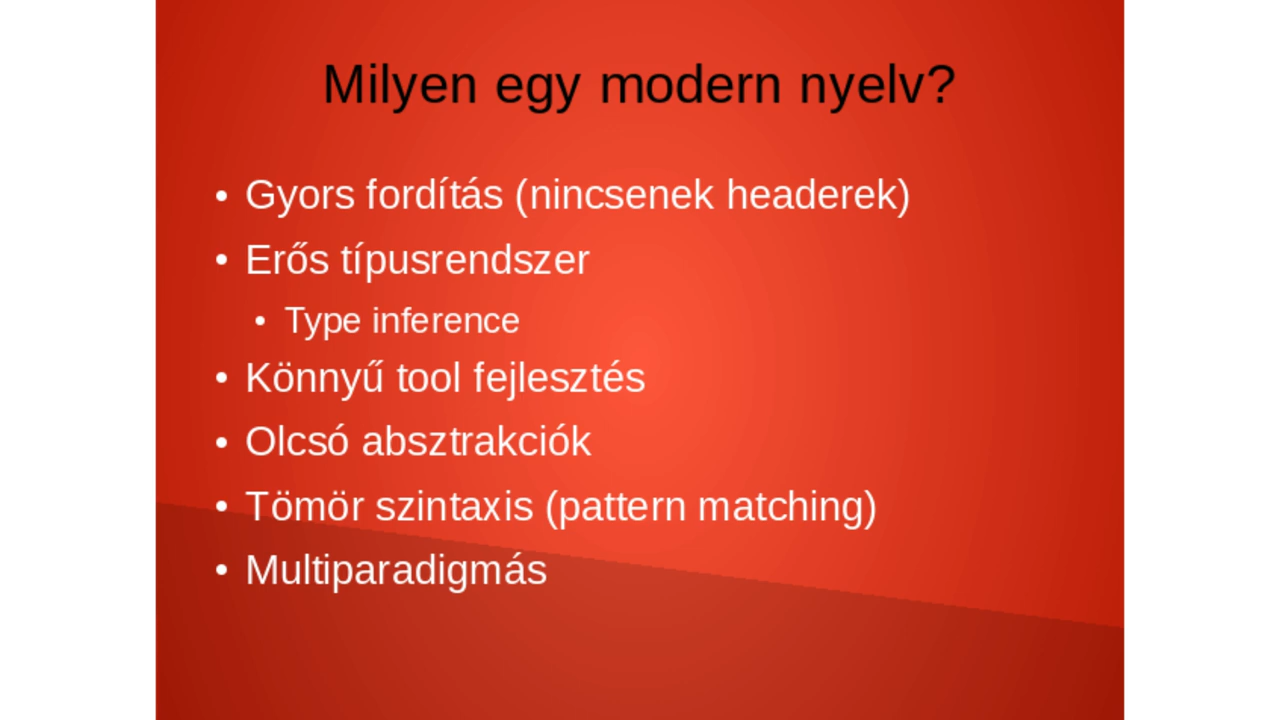 Milyen egy modern nyelv?
• Gyors fordítás (nincsenek headerek)
• Erős típusrendszer
• Type inference
• Könnyű tool fejlesztés
• Olcsó absztrakciók
• Tömör szintaxis (pattern matching)
• Multiparadigmás